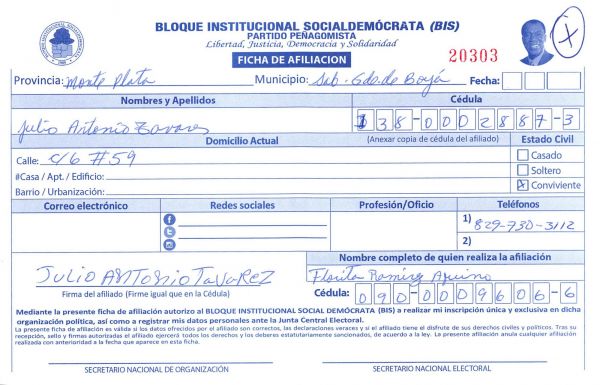 BLOQUE INSTITUCIONAL SOCIALDEMÓCRATA (BIS)
PARTIDO PEÑAGOMISTA
Libertad, Justicia, Democracia y Solidaridad
FICHA DE AFILIACION
20303
X
Provincia: Monte Plata Municipio: Sab. Gde. de Boyá Fecha:
Nombres y Apellidos Cédula
Julio Antonio Tavares 138-0002887-3
Domicilio Actual (Anexar copia de cédula del afiliado) Estado Civil
Calle: c/6 #59 Casado
#Casa / Apt. / Edificio: Soltero
Barrio / Urbanización: X Conviviente
Correo electrónico Redes sociales Profesión/Oficio Teléfonos
1) 829-730-3112
2)
Nombre completo de quien realiza la afiliación
JULIO ANTONIO TAVAREZ Florita Ramirez Aquino
Firma del afiliado (Firme igual que en la Cédula) Cédula: 090-0009606-6
Mediante la presente ficha de afiliación autorizo al BLOQUE INSTITUCIONAL SOCIAL DEMÓCRATA (BIS) a realizar mi inscripción única y exclusiva en dicha
organización política, así como a registrar mis datos personales ante la Junta Central Electoral.
La presente ficha de afiliación es válida si los datos ofrecidos por el afiliado son correctos, las declaraciones veraces y si el afiliado tiene el disfrute de sus derechos civiles y políticos. Tras su
recepción, sello y firmas autorizadas el afiliado ejercerá todos los derechos y los deberes estatutariamente sancionados, de acuerdo a la ley. La presente afiliación anula cualquier afiliación
realizada con anterioridad a la fecha que aparece en esta ficha.
SECRETARIO NACIONAL DE ORGANIZACIÓN SECRETARIO NACIONAL ELECTORAL